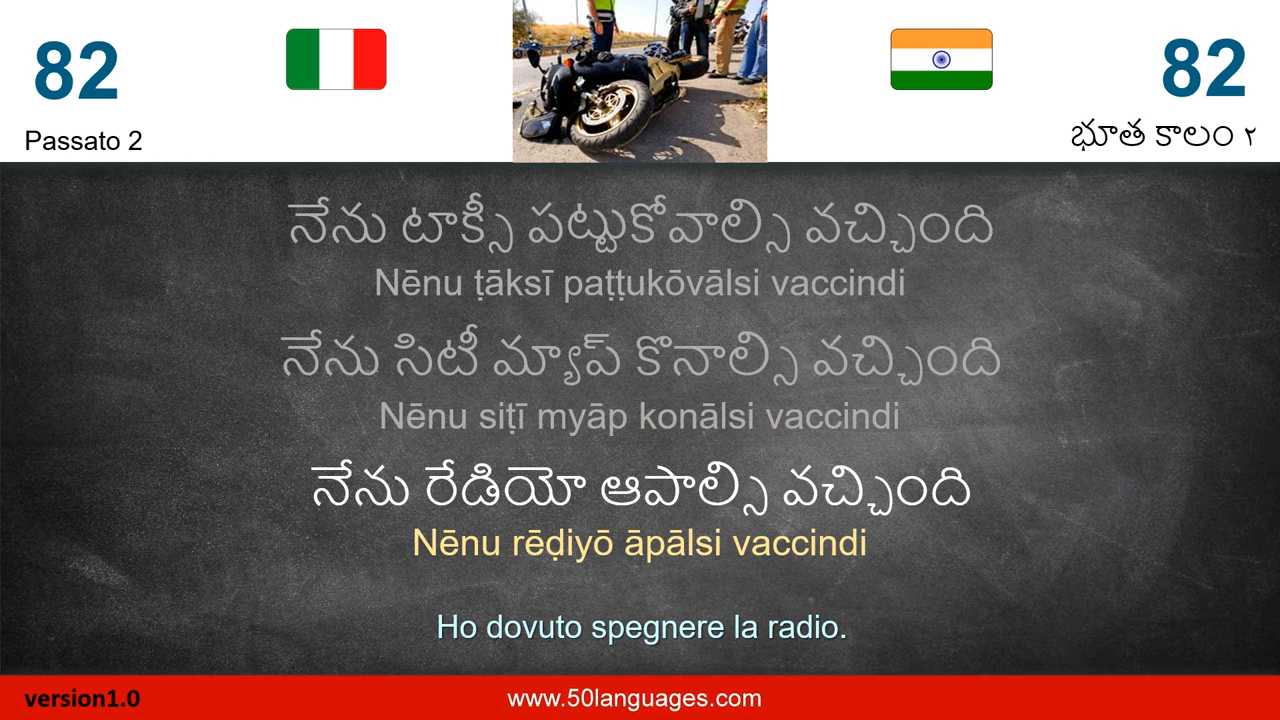 82
82
Passato 2
భూత కాలం ౨
నేను టాక్సీ పట్టుకోవాల్సి వచ్చింది
Nēnu ṭāksī paṭṭukōvālsi vaccindi
నేను సిటీ మ్యాప్ కొనాల్సి వచ్చింది
Nēnu siṭī myāp konālsi vaccindi
నేను రేడియో ఆపాల్సి వచ్చింది
Nēnu rēḍiyō āpālsi vaccindi
Ho dovuto spegnere la radio.
version1.0
www.50languages.com